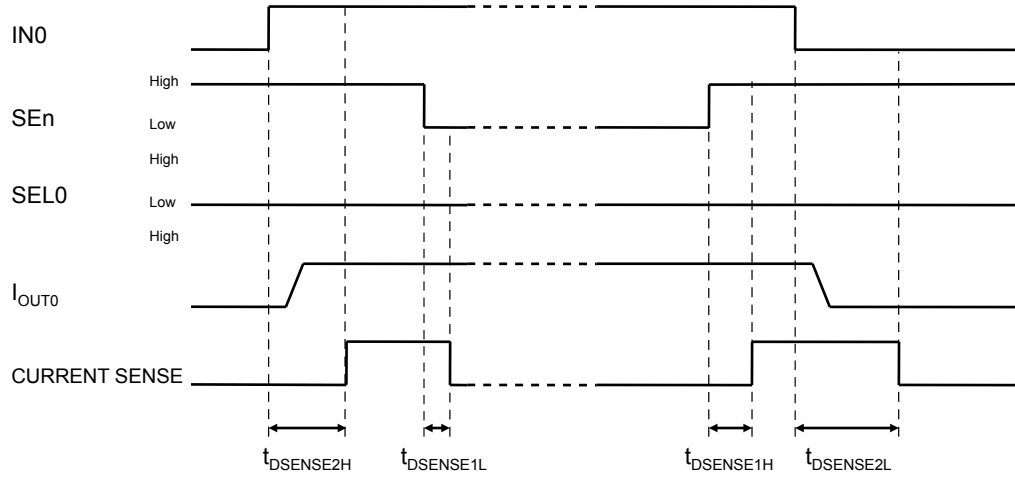 IN0
High
SEn
Low
High
SEL0
Low
High
IOUT0
CURRENT SENSE
tDSENSE2H
tDSENSE1L
tDSENSE1H
tDSENSE2L